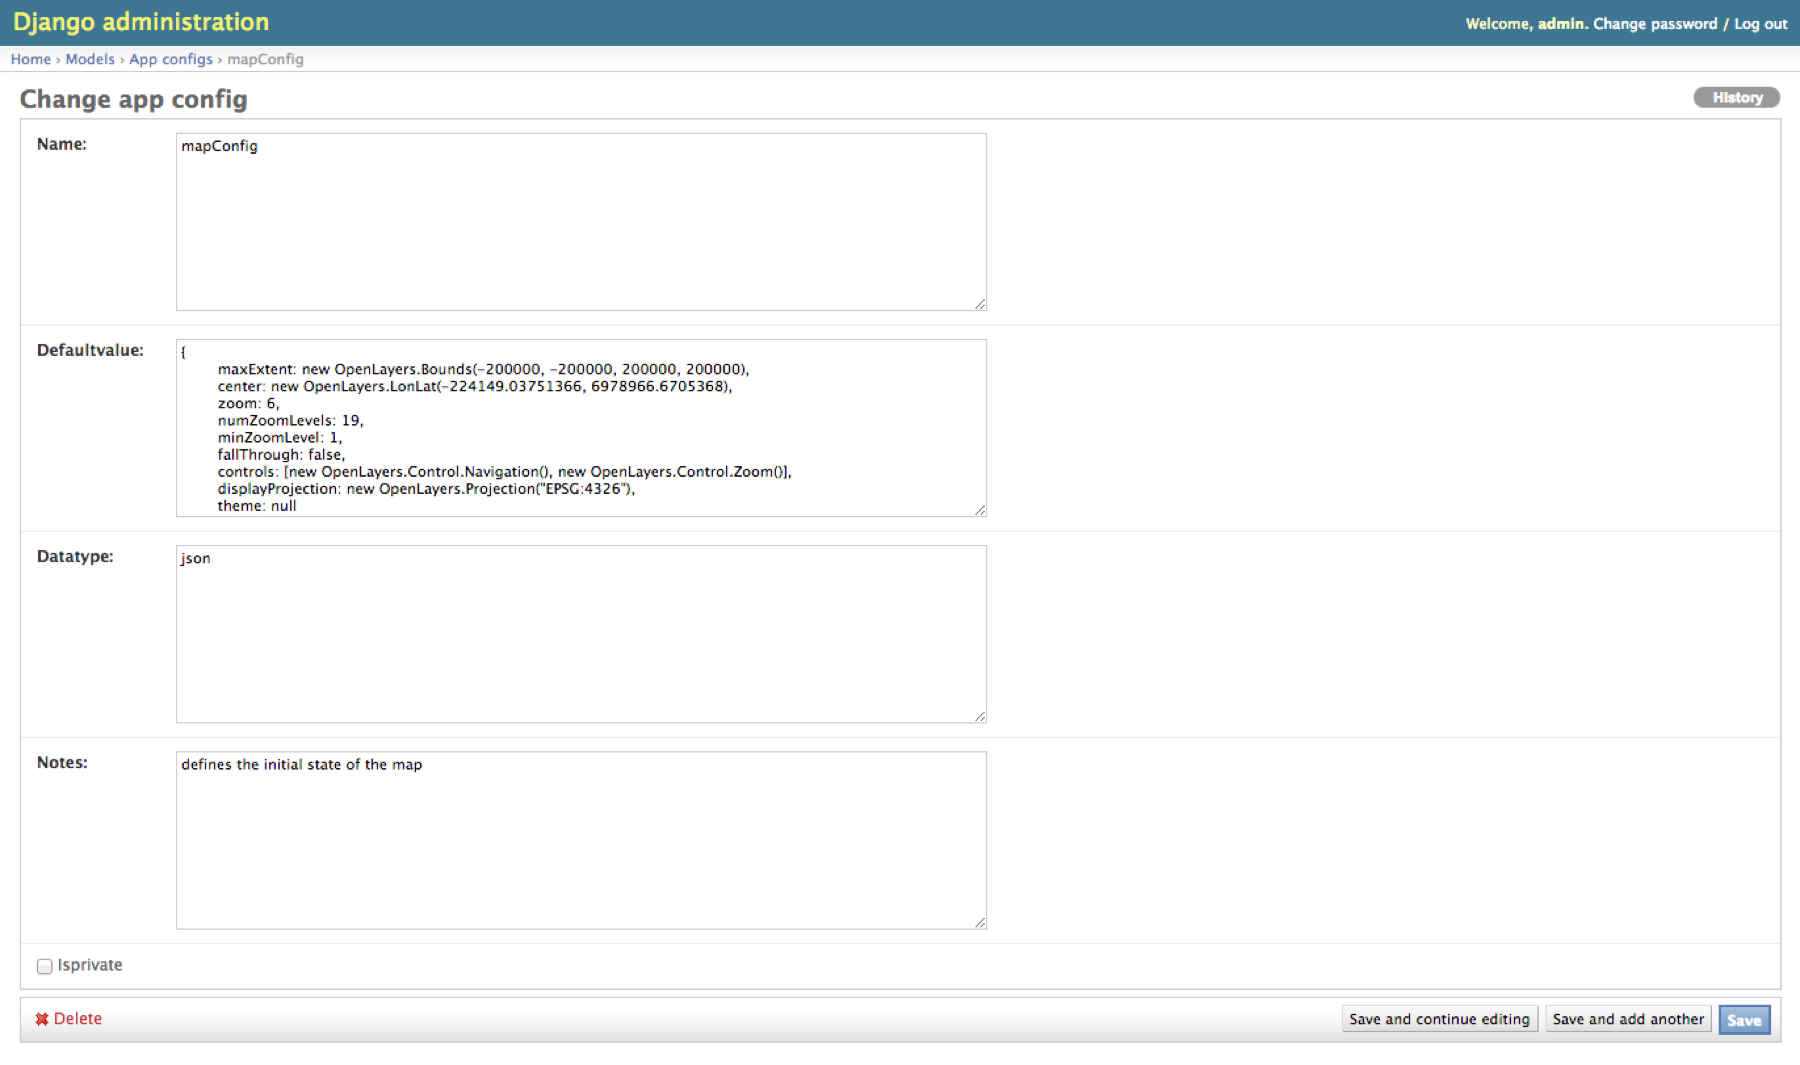 Django administration
Welcome, admin. Change password / Log out
Home › Models › App configs › mapConfig
Change app config
History
Name:
mapConfig
Defaultvalue:
{
maxExtent: new OpenLayers.Bounds(-200000, -200000, 200000, 200000),
center: new OpenLayers.LonLat(-224149.03751366, 6978966.6705368),
zoom: 6,
numZoomLevels: 19,
minZoomLevel: 1,
fallThrough: false,
controls: [new OpenLayers.Control.Navigation(), new OpenLayers.Control.Zoom()],
displayProjection: new OpenLayers.Projection("EPSG:4326"),
theme: null
Datatype:
json
Notes:
defines the initial state of the map
Isprivate
Delete
Save and continue editing
Save and add another
Save